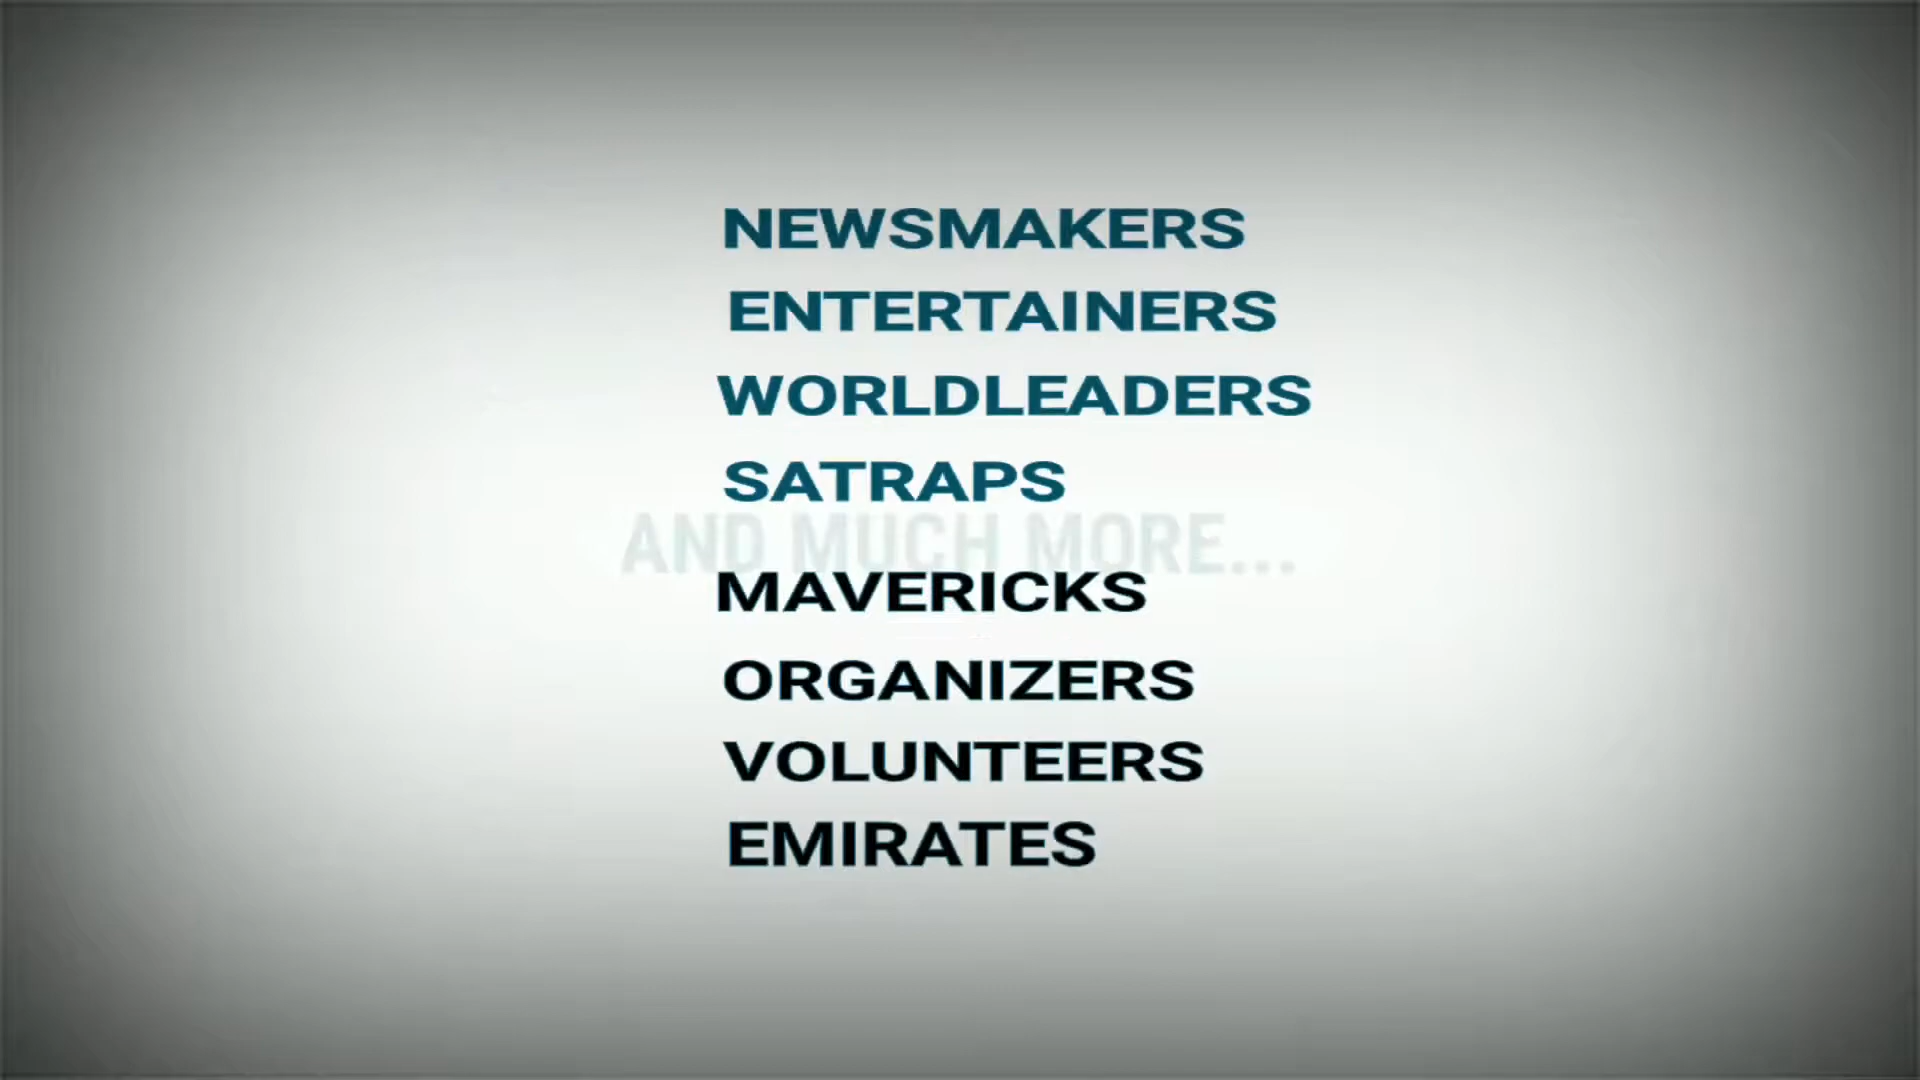 NEWSMAKERS
ENTERTAINERS
WORLDLEADERS
SATRAPS
AND MUCH MORE...
MAVERICKS
ORGANIZERS
VOLUNTEERS
EMIRATES